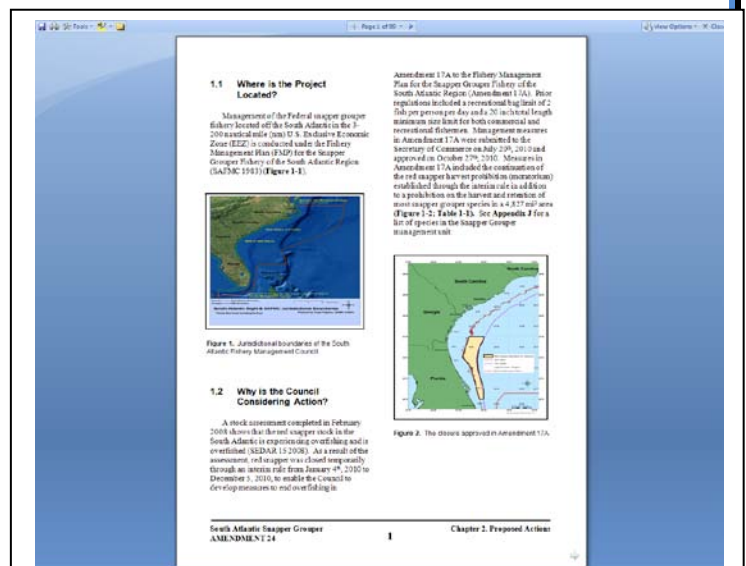 Tools
Page 1 of 80
View Options
Clos
1.1 Where is the Project
Located?
Management of the Federal snapper grouper
fishery located off the South Atlantic in the 3-
200 nautical mile (nm) U.S. Exclusive Economic
Zone (EEZ) is conducted under the Fishery
Management Plan (FMP) for the Snapper
Grouper Fishery of the South Atlantic Region
(SAFMC 1983) (Figure 1-1).
Figure 1. Jurisdictional boundaries of the South
Atlantic Fishery Management Council
1.2 Why is the Council
Considering Action?
A stock assessment completed in February
2008 shows that the red snapper stock in the
South Atlantic is experiencing overfishing and is
overfished (SEDAR 15 2008). As a result of the
assessment, red snapper was closed temporarily
through an interim rule from January 4th, 2010 to
December 5, 2010, to enable the Council to
develop measures to end overfishing in
Amendment 17A to the Fishery Management
Plan for the Snapper Grouper Fishery of the
South Atlantic Region (Amendment 17A). Prior
regulations included a recreational bag limit of 2
fish per person per day and a 20 inch total length
minimum size limit for both commercial and
recreational fishermen. Management measures
in Amendment 17A were submitted to the
Secretary of Commerce on July 20th, 2010 and
approved on October 27th, 2010. Measures in
Amendment 17A included the continuation of
the red snapper harvest prohibition (moratorium)
established through the interim rule in addition
to a prohibition on the harvest and retention of
most snapper grouper species in a 4,827 mi² area
(Figure 1-2; Table 1-1). See Appendix J for a
list of species in the Snapper Grouper
management unit
North Carolina
South Carolina
Georgia
Florida
Figure 2. The closure approved in Amendment 17A
South Atlantic Snapper Grouper
AMENDMENT 24
1
Chapter 2. Proposed Actions